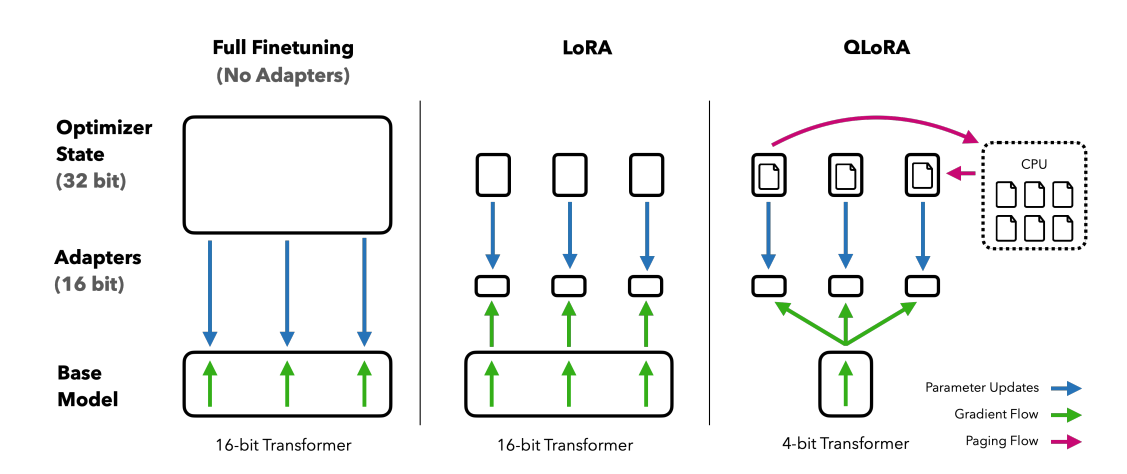 Full Finetuning
(No Adapters)
LoRA
QLoRA
Optimizer
State
(32 bit)
CPU
Adapters
(16 bit)
Base
Model
16-bit Transformer
16-bit Transformer
4-bit Transformer
Parameter Updates
Gradient Flow
Paging Flow